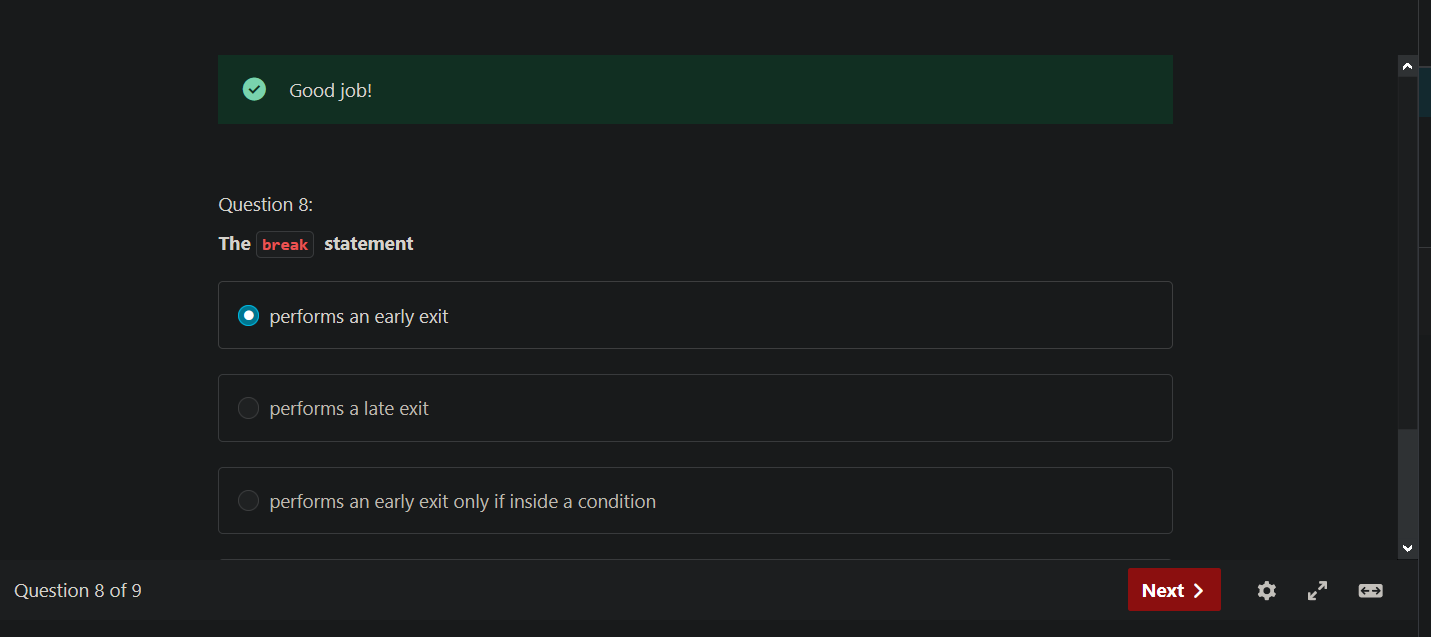 Good job!
Question 8:
The break statement
performs an early exit
performs a late exit
performs an early exit only if inside a condition
Question 8 of 9
Next